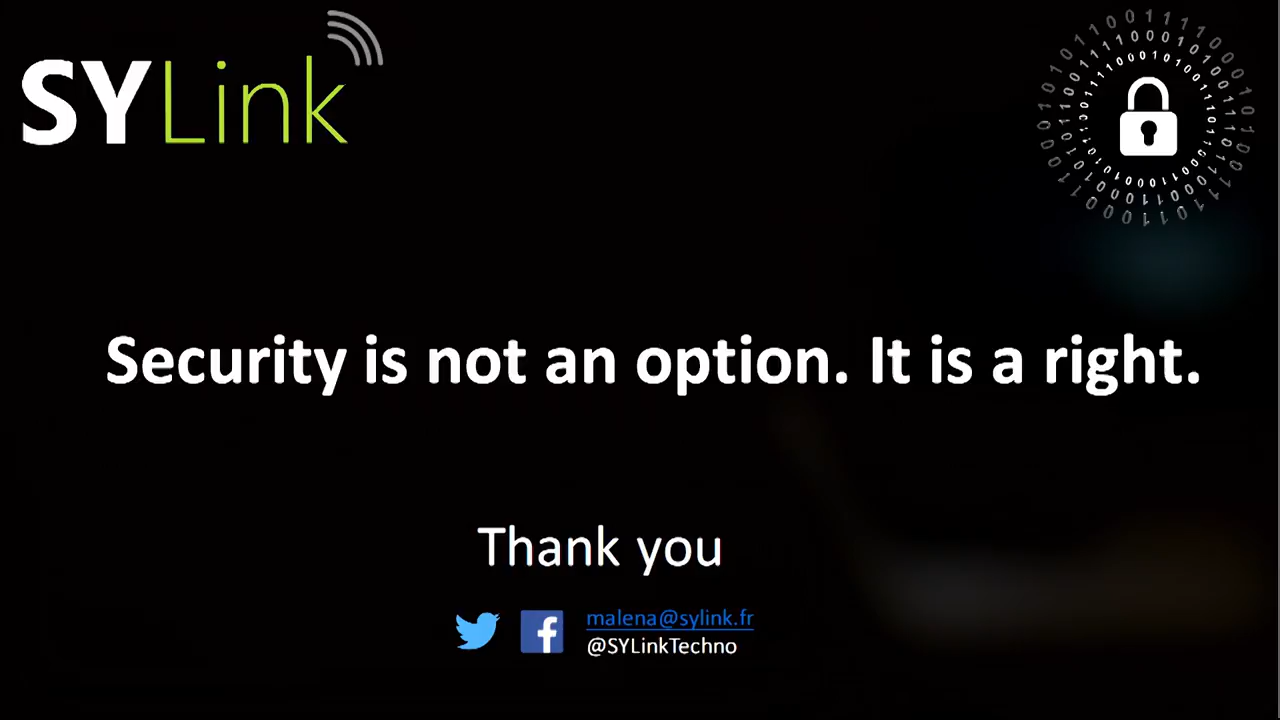 SYLink
Security is not an option. It is a right.
Thank you
malena@sylink.fr
@SYLinkTechno